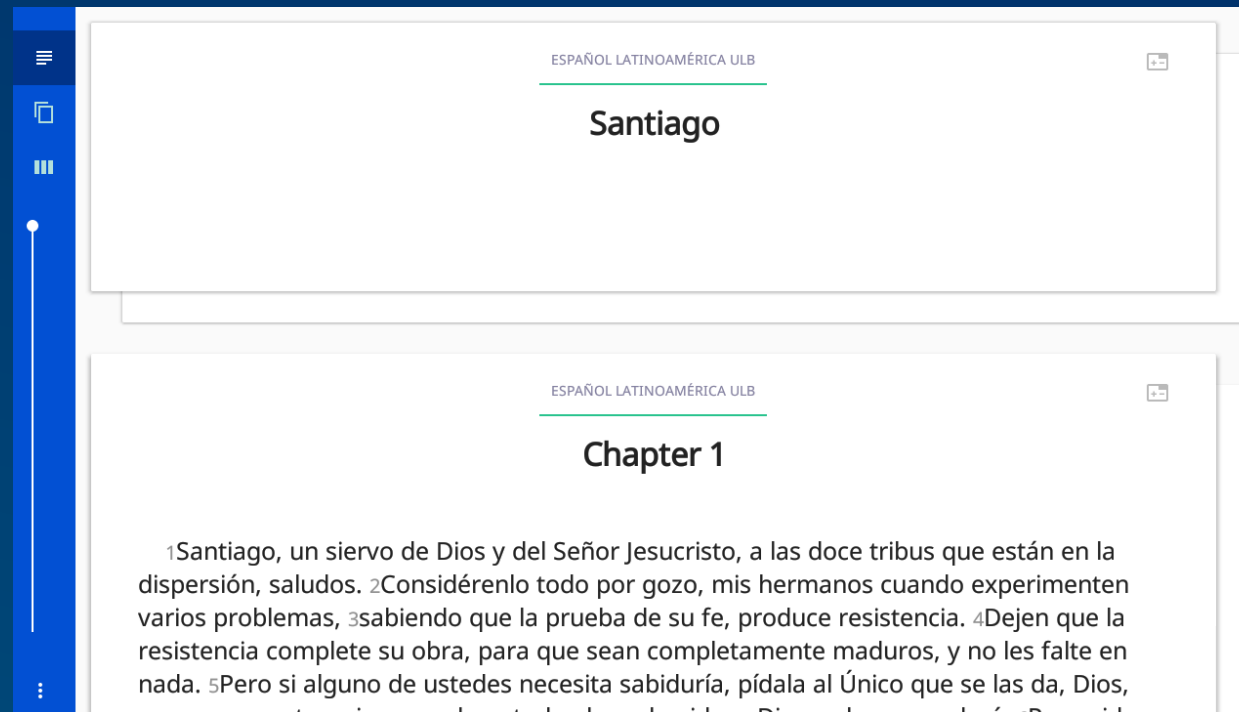 ESPAÑOL LATINOAMÉRICA ULB
Santiago
ESPAÑOL LATINOAMÉRICA ULB
Chapter 1
1Santiago, un siervo de Dios y del Señor Jesucristo, a las doce tribus que están en la
dispersión, saludos. 2Considérenlo todo por gozo, mis hermanos cuando experimenten
varios problemas, 3sabiendo que la prueba de su fe, produce resistencia. 4Dejen que la
resistencia complete su obra, para que sean completamente maduros, y no les falte en
nada. 5Pero si alguno de ustedes necesita sabiduría, pídala al Único que se las da, Dios,